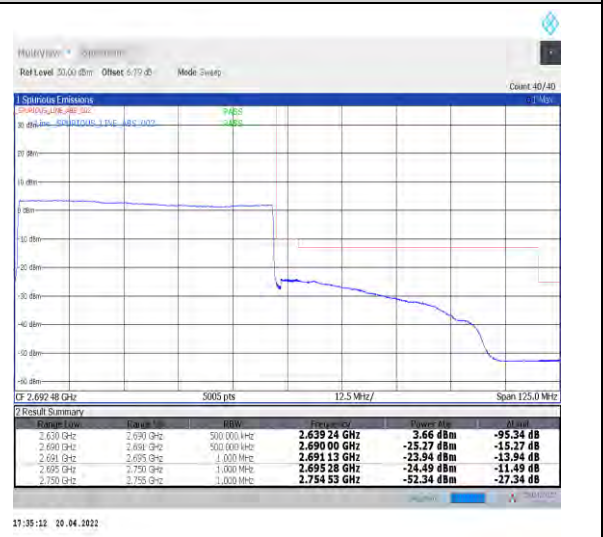 MultiView Spectrum
Ref Level 30.00 dBm Offset 6.79 dB Mode Sweep
Count 40/40
1 Spurious Emissions
SPURIOUS_LINE_ABS_002 PASS
Line SPURIOUS_LINE_ABS_002 PASS
30 dBm
20 dBm
10 dBm
0 dBm
-10 dBm
-20 dBm
-30 dBm
-40 dBm
-50 dBm
-60 dBm
CF 2.692 48 GHz 5005 pts 12.5 MHz/ Span 125.0 MHz
2 Result Summary
Range Low Range Up RBW Frequency Power Abs ΔLimit
2.630 GHz 2.690 GHz 500.000 kHz 2.639 24 GHz 3.66 dBm -95.34 dB
2.690 GHz 2.691 GHz 500.000 kHz 2.690 00 GHz -25.27 dBm -15.27 dB
2.691 GHz 2.695 GHz 1.000 MHz 2.691 13 GHz -23.94 dBm -13.94 dB
2.695 GHz 2.750 GHz 1.000 MHz 2.695 28 GHz -24.49 dBm -11.49 dB
2.750 GHz 2.755 GHz 1.000 MHz 2.754 53 GHz -52.34 dBm -27.34 dB
17:35:12 20.04.2022